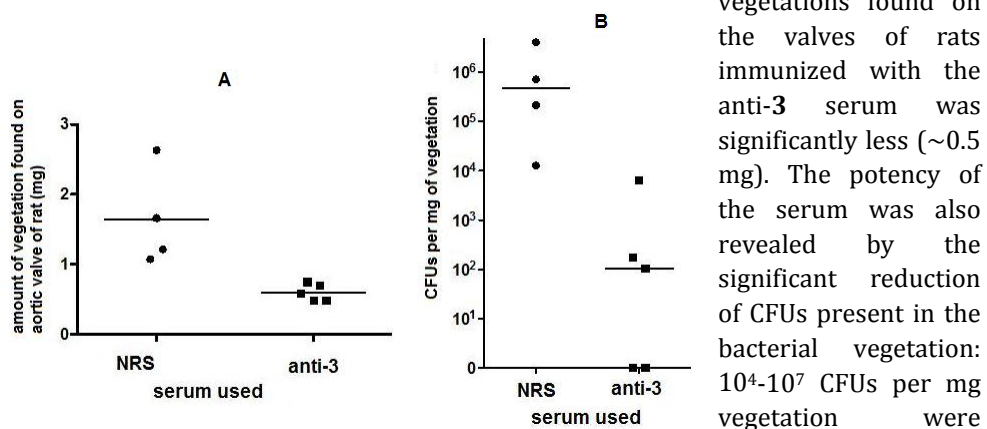 A
amount of vegetation found on
aortic valve of rat (mg)
3
2
1
0
NRS
anti-3
serum used
B
CFUs per mg of vegetation
10⁶
10⁵
10⁴
10³
10²
10¹
0
NRS
anti-3
serum used
vegetations found on
the valves of rats
immunized with the
anti-3 serum was
significantly less (~0.5
mg). The potency of
the serum was also
revealed by the
significant reduction
of CFUs present in the
bacterial vegetation:
10⁴-10⁷ CFUs per mg
vegetation were